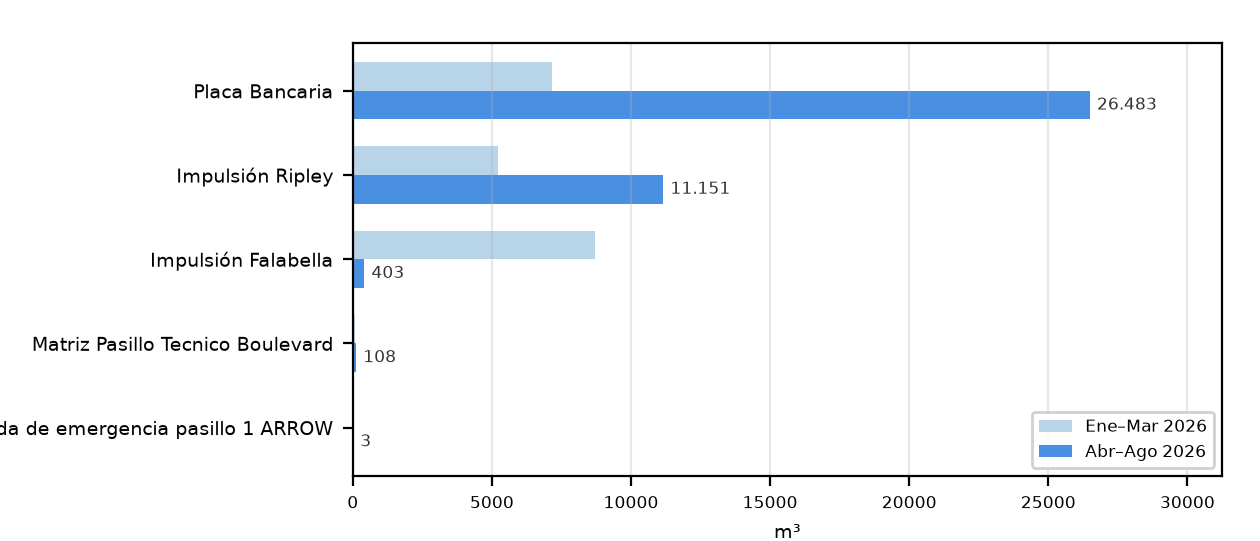 Placa Bancaria
26.483
Impulsión Ripley
11.151
Impulsión Falabella
403
Matriz Pasillo Tecnico Boulevard
108
de emergencia pasillo 1 ARROW
3
Ene–Mar 2026
Abr–Ago 2026
0 5000 10000 15000 20000 25000 30000
m³